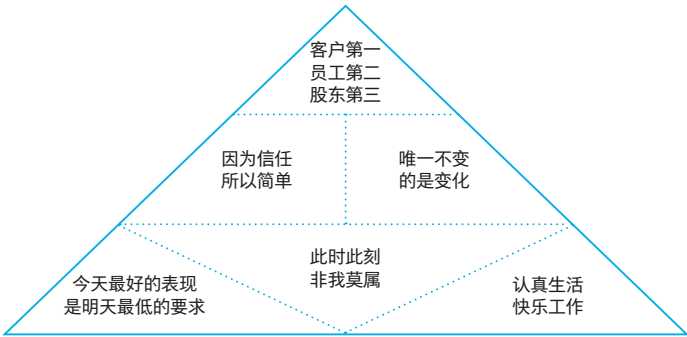 客户第一
员工第二
股东第三
因为信任
所以简单
唯一不变
的是变化
此时此刻
非我莫属
今天最好的表现
是明天最低的要求
认真生活
快乐工作